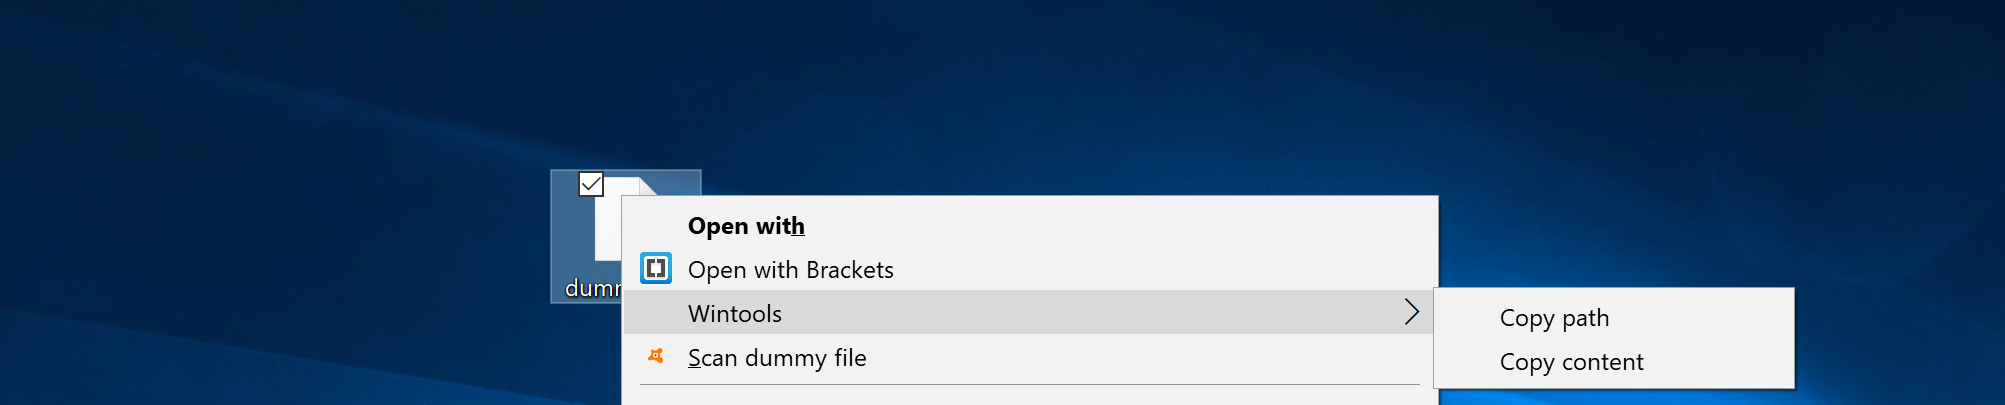 Open with
Open with Brackets
Wintools
Copy path
Scan dummy file
Copy content